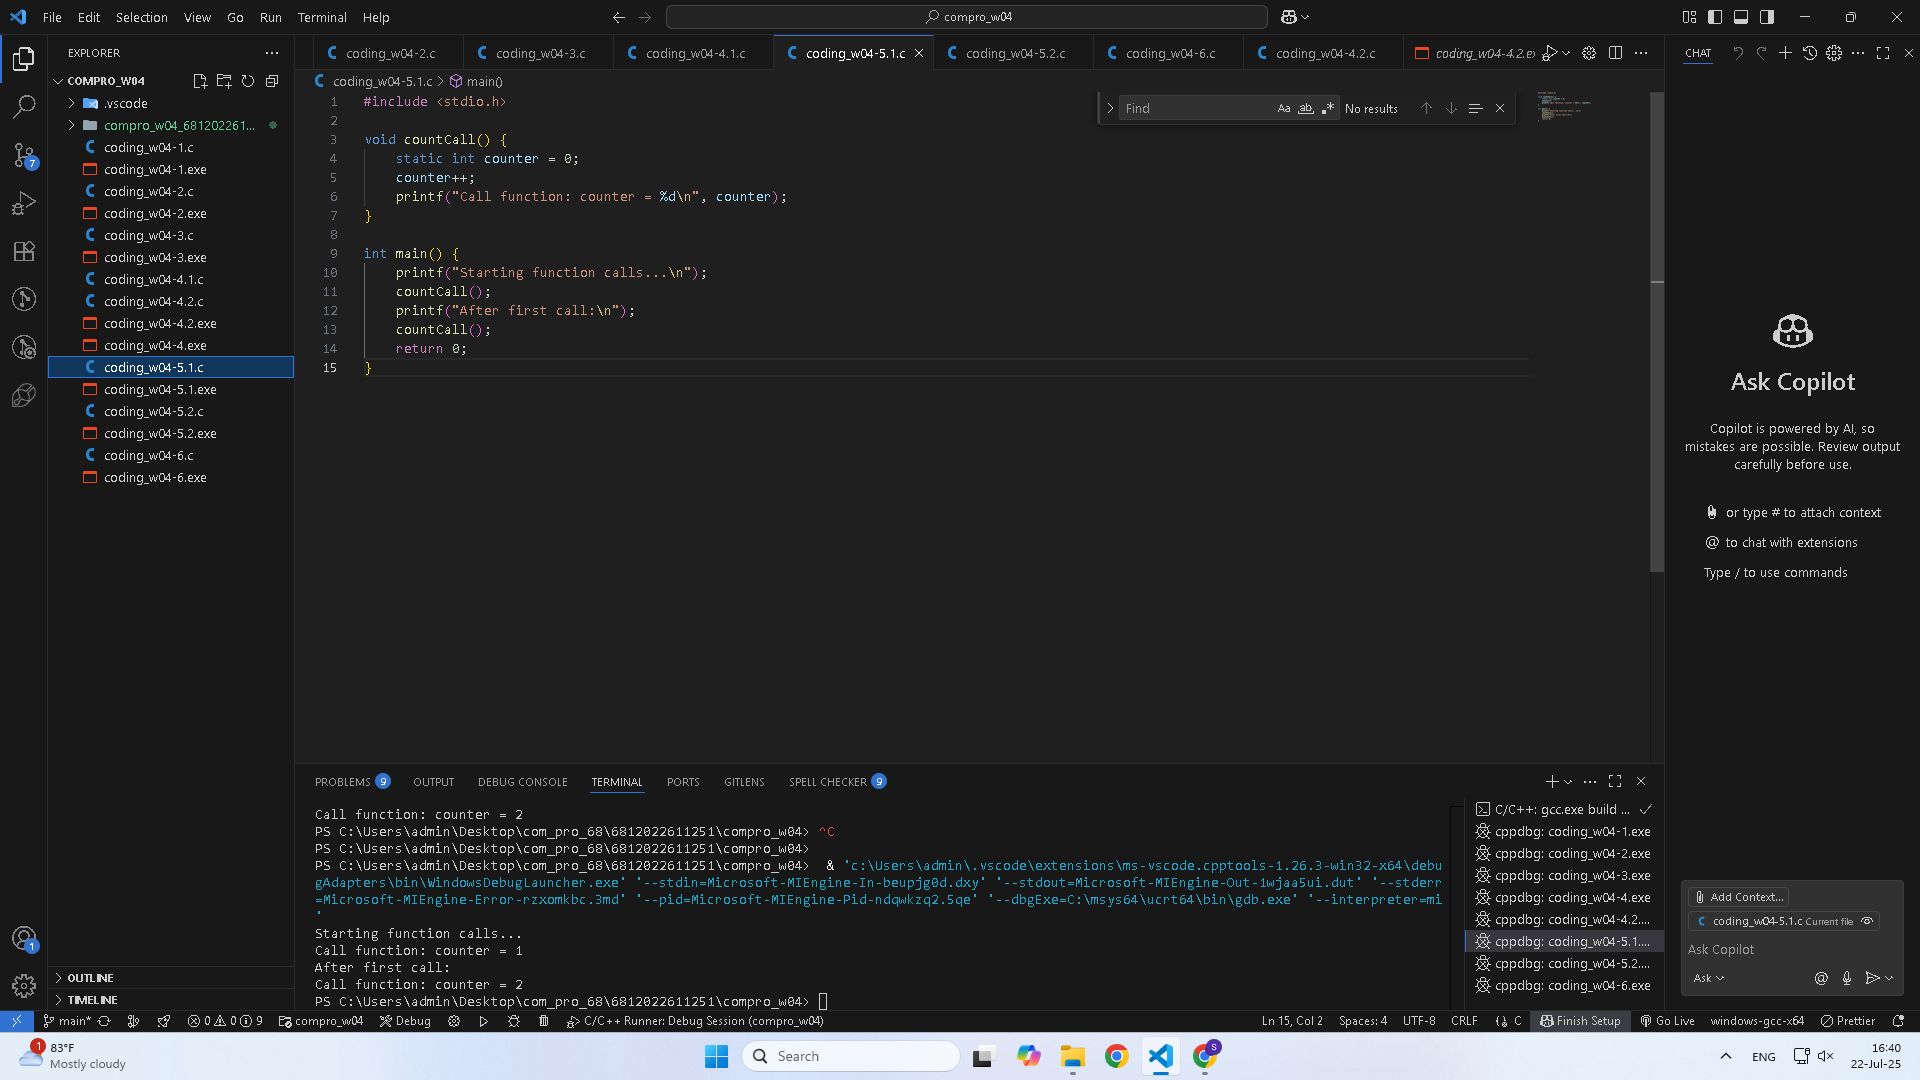 File Edit Selection View Go Run Terminal Help
compro_w04
EXPLORER
COMPRO_W04
.vscode
compro_w04_681202261...
coding_w04-1.c
coding_w04-1.exe
coding_w04-2.c
coding_w04-2.exe
coding_w04-3.c
coding_w04-3.exe
coding_w04-4.1.c
coding_w04-4.2.c
coding_w04-4.2.exe
coding_w04-4.exe
coding_w04-5.1.c
coding_w04-5.1.exe
coding_w04-5.2.c
coding_w04-5.2.exe
coding_w04-6.c
coding_w04-6.exe
OUTLINE
TIMELINE
7
1
coding_w04-2.c coding_w04-3.c coding_w04-4.1.c coding_w04-5.1.c coding_w04-5.2.c coding_w04-6.c coding_w04-4.2.c coding_w04-4.2.ex
coding_w04-5.1.c > main()
Find Aa ab No results
1 #include <stdio.h>
2
3 void countCall() {
4 static int counter = 0;
5 counter++;
6 printf("Call function: counter = %d\n", counter);
7 }
8
9 int main() {
10 printf("Starting function calls...\n");
11 countCall();
12 printf("After first call:\n");
13 countCall();
14 return 0;
15 }
PROBLEMS 9 OUTPUT DEBUG CONSOLE TERMINAL PORTS GITLENS SPELL CHECKER 9
Call function: counter = 2
PS C:\Users\admin\Desktop\com_pro_68\6812022611251\compro_w04> ^C
PS C:\Users\admin\Desktop\com_pro_68\6812022611251\compro_w04>
PS C:\Users\admin\Desktop\com_pro_68\6812022611251\compro_w04> & 'c:\Users\admin\.vscode\extensions\ms-vscode.cpptools-1.26.3-win32-x64\debu
gAdapters\bin\WindowsDebugLauncher.exe' '--stdin=Microsoft-MIEngine-In-beupjg0d.dxy' '--stdout=Microsoft-MIEngine-Out-1wjaa5ui.dut' '--stderr
=Microsoft-MIEngine-Error-rzxomkbc.3md' '--pid=Microsoft-MIEngine-Pid-ndqwkzq2.5qe' '--dbgExe=C:\msys64\ucrt64\bin\gdb.exe' '--interpreter=mi
'
Starting function calls...
Call function: counter = 1
After first call:
Call function: counter = 2
PS C:\Users\admin\Desktop\com_pro_68\6812022611251\compro_w04>
C/C++: gcc.exe build ...
cppdbg: coding_w04-1.exe
cppdbg: coding_w04-2.exe
cppdbg: coding_w04-3.exe
cppdbg: coding_w04-4.exe
cppdbg: coding_w04-4.2....
cppdbg: coding_w04-5.1....
cppdbg: coding_w04-5.2....
cppdbg: coding_w04-6.exe
CHAT
Ask Copilot
Copilot is powered by AI, so
mistakes are possible. Review output
carefully before use.
or type # to attach context
@ to chat with extensions
Type / to use commands
Add Context...
coding_w04-5.1.c Current file
Ask Copilot
Ask
main* 0 0 9 compro_w04 Debug C/C++ Runner: Debug Session (compro_w04)
Ln 15, Col 2 Spaces: 4 UTF-8 CRLF C Finish Setup Go Live windows-gcc-x64 Prettier
1
83°F
Mostly cloudy
Search
S
ENG
16:40
22-Jul-25